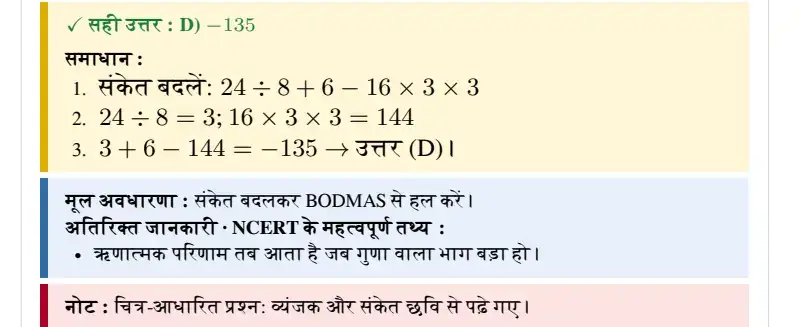 ✓ सही उत्तर : D) −135
समाधान :
1. संकेत बदलें: 24 ÷ 8 + 6 − 16 × 3 × 3
2. 24 ÷ 8 = 3; 16 × 3 × 3 = 144
3. 3 + 6 − 144 = −135 → उत्तर (D)।
मूल अवधारणा : संकेत बदलकर BODMAS से हल करें।
अतिरिक्त जानकारी · NCERT के महत्वपूर्ण तथ्य :
• ऋणात्मक परिणाम तब आता है जब गुणा वाला भाग बड़ा हो।
नोट : चित्र-आधारित प्रश्न: व्यंजक और संकेत छवि से पढ़े गए।